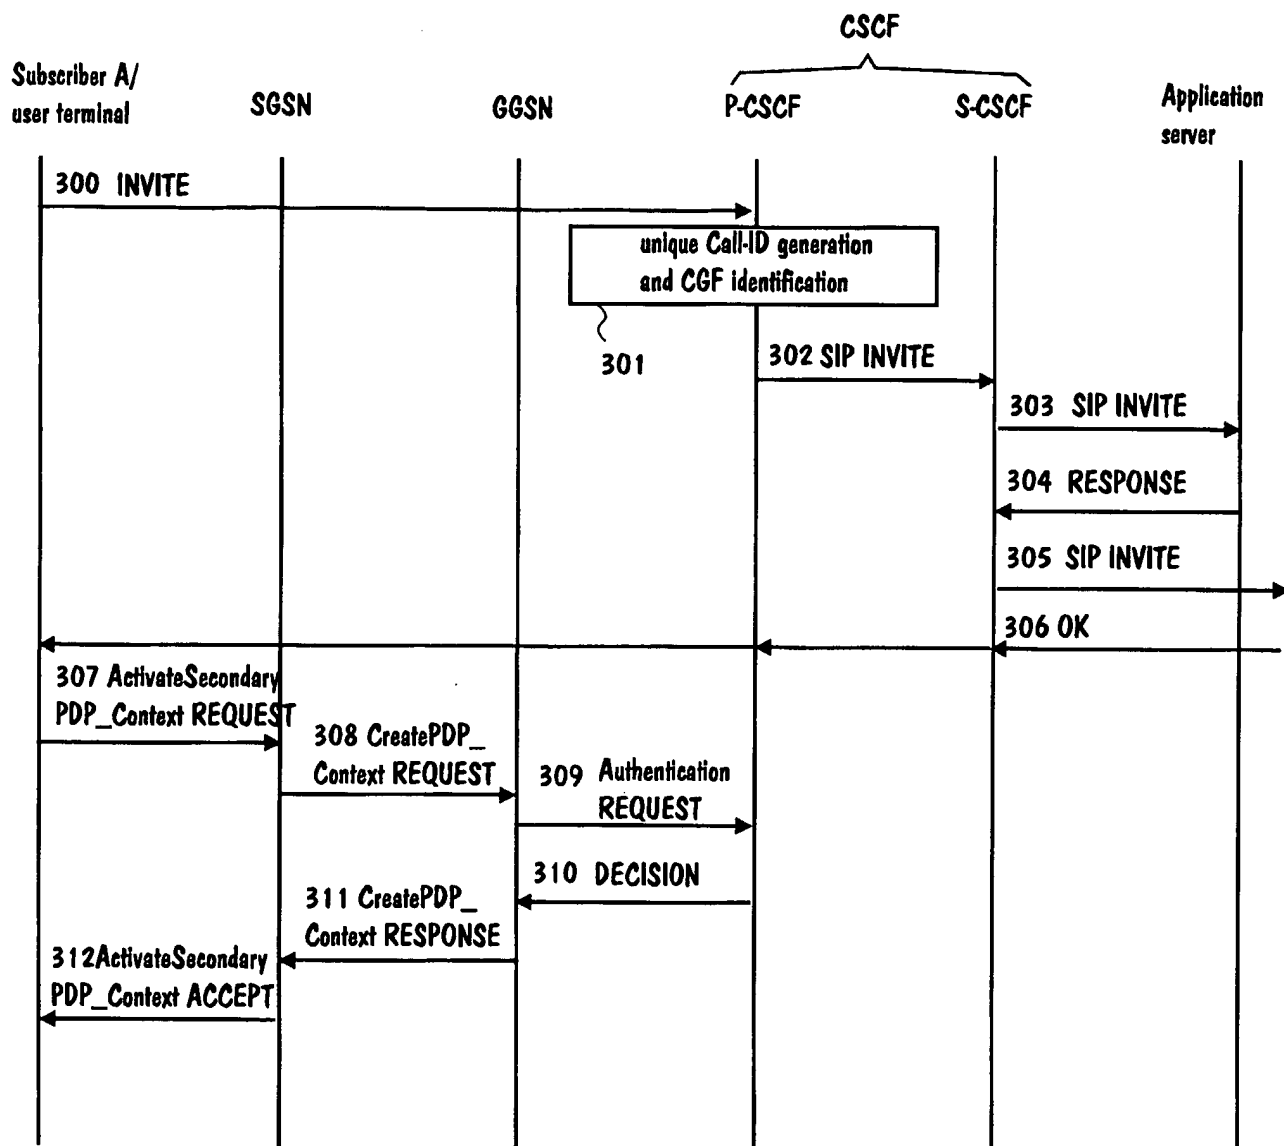 CSCF
Subscriber A/
user terminal
SGSN
GGSN
P-CSCF
S-CSCF
Application
server
300 INVITE
unique Call-ID generation
and CGF identification
301
302 SIP INVITE
303 SIP INVITE
304 RESPONSE
305 SIP INVITE
306 OK
307 ActivateSecondary
PDP_Context REQUEST
308 CreatePDP_
Context REQUEST
309 Authentication
REQUEST
310 DECISION
311 CreatePDP_
Context RESPONSE
312ActivateSecondary
PDP_Context ACCEPT